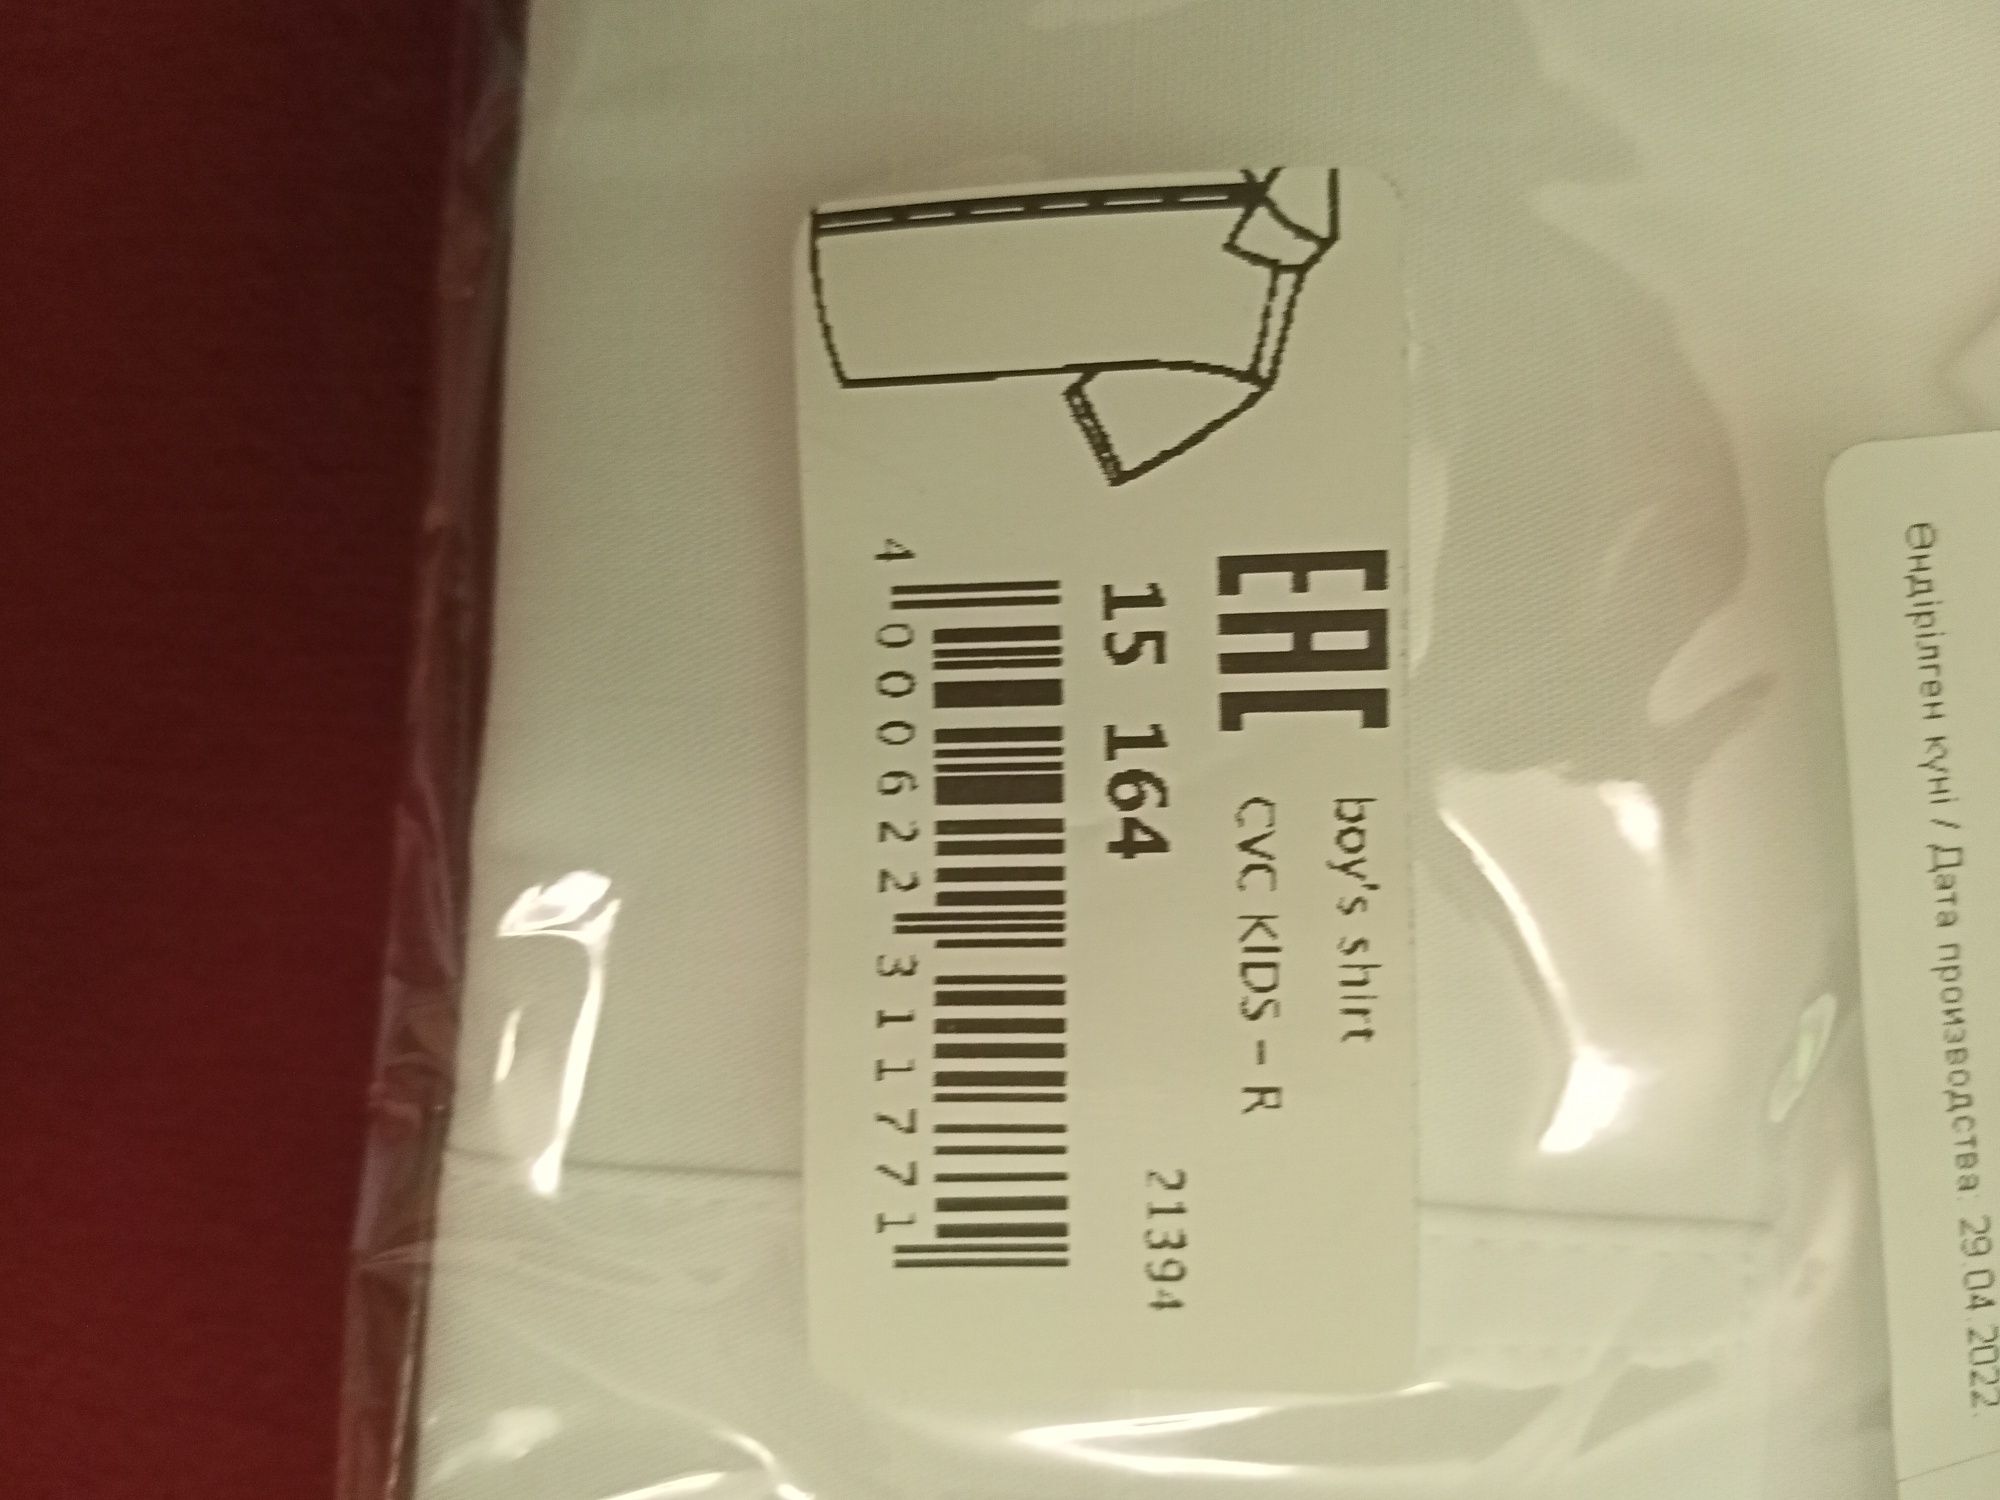 EAC
boy's shirt
CVC KIDS - R
15 164
21394
4 000622 311771
Өндірілген күні / Дата производства: 29.04.2022.